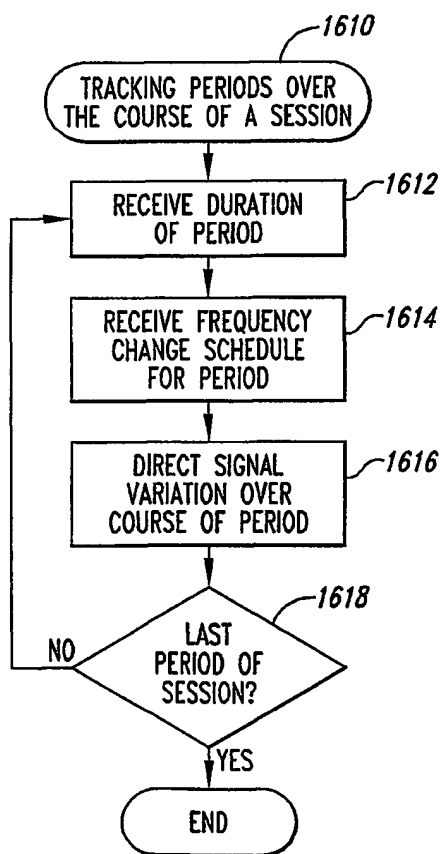 1610
TRACKING PERIODS OVER
THE COURSE OF A SESSION
1612
RECEIVE DURATION
OF PERIOD
1614
RECEIVE FREQUENCY
CHANGE SCHEDULE
FOR PERIOD
1616
DIRECT SIGNAL
VARIATION OVER
COURSE OF PERIOD
1618
LAST
PERIOD OF
SESSION?
NO
YES
END